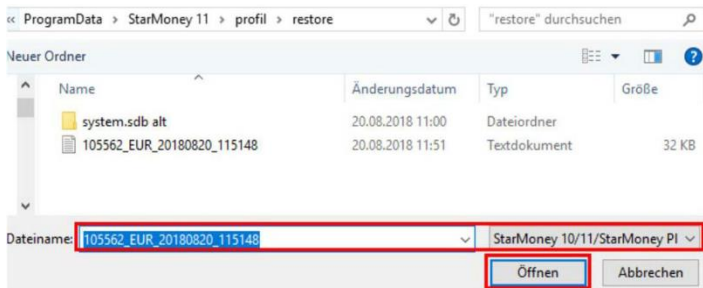 « ProgramData > StarMoney 11 > profil > restore "restore" durchsuchen
Neuer Ordner
Name Änderungsdatum Typ Größe
system.sdb alt 20.08.2018 11:00 Dateiordner
105562_EUR_20180820_115148 20.08.2018 11:51 Textdokument 32 KB
Dateiname: 105562_EUR_20180820_115148 StarMoney 10/11/StarMoney Pl
Öffnen Abbrechen